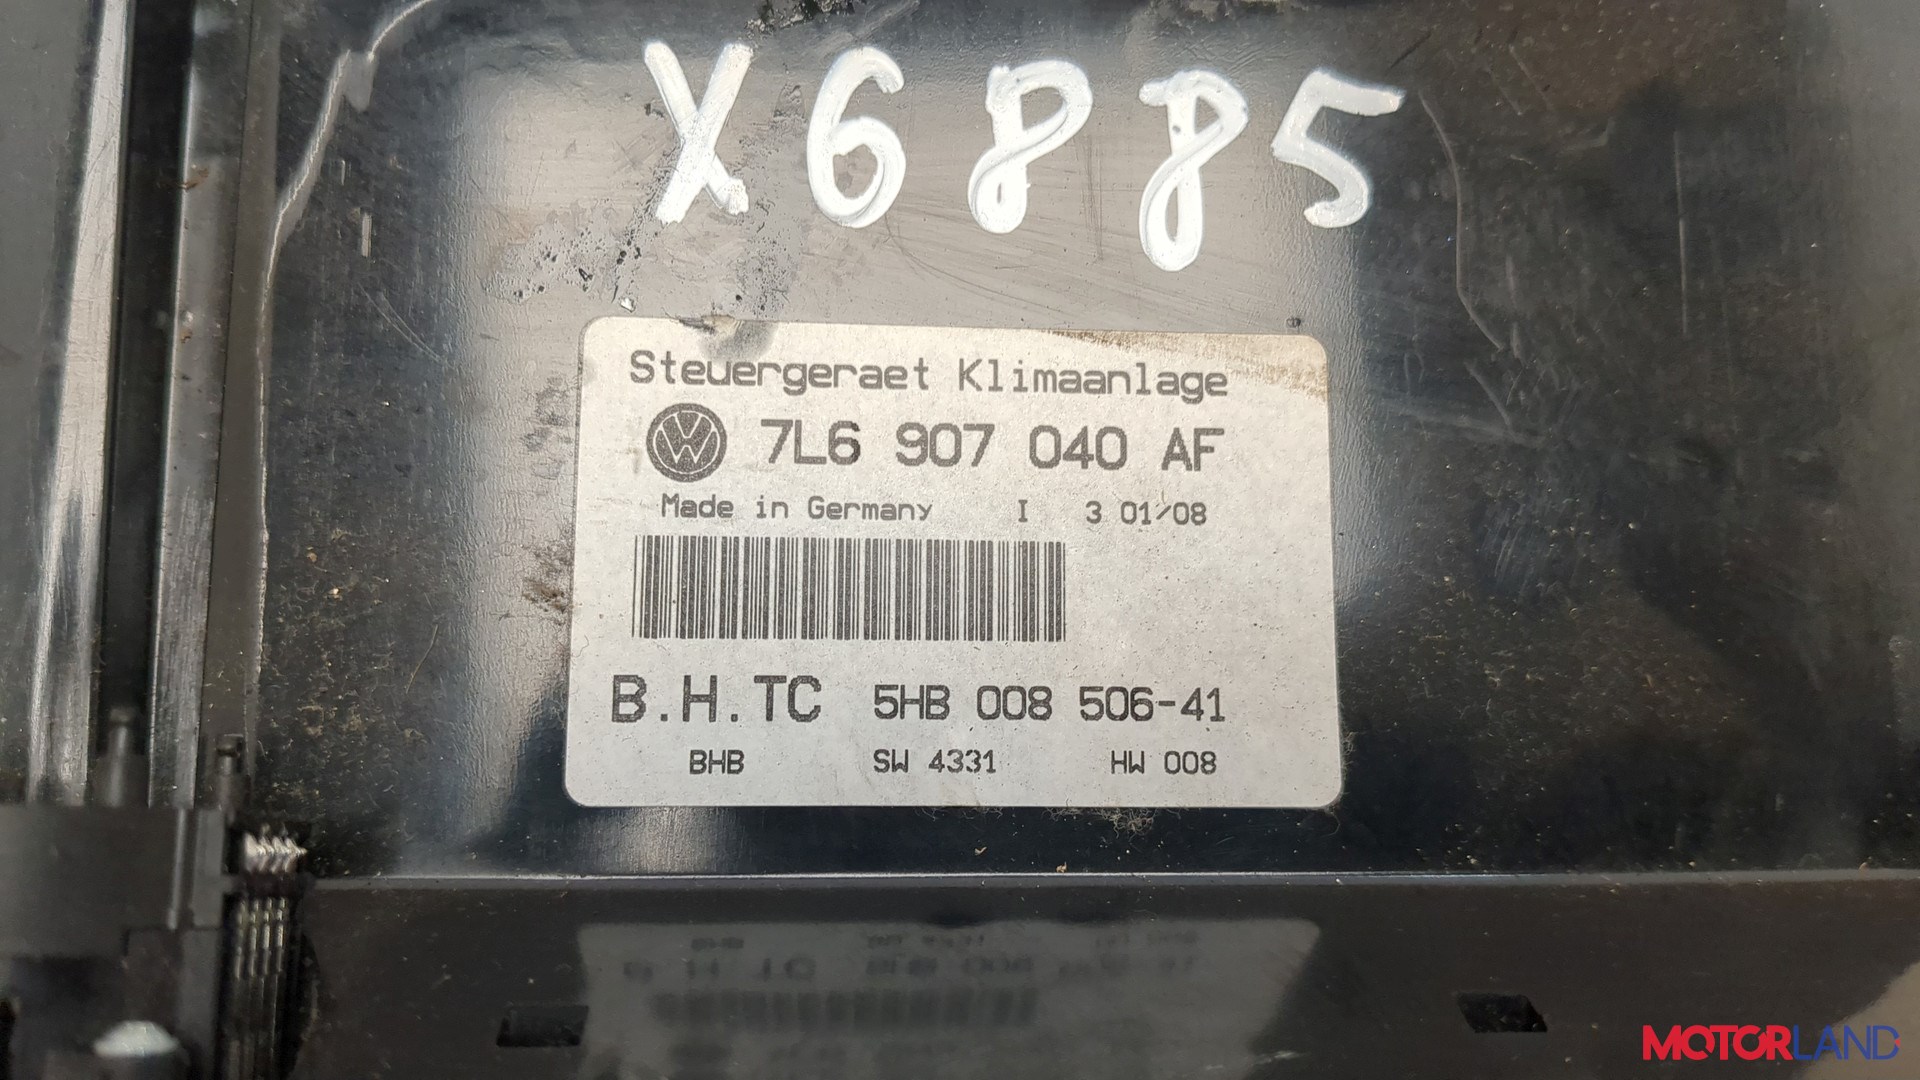 X6885
Steuergeraet Klimaanlage
7L6 907 040 AF
Made in Germany I 3 01/08
B.H.TC 5HB 008 506-41
BHB SW 4331 HW 008
MOTORLAND